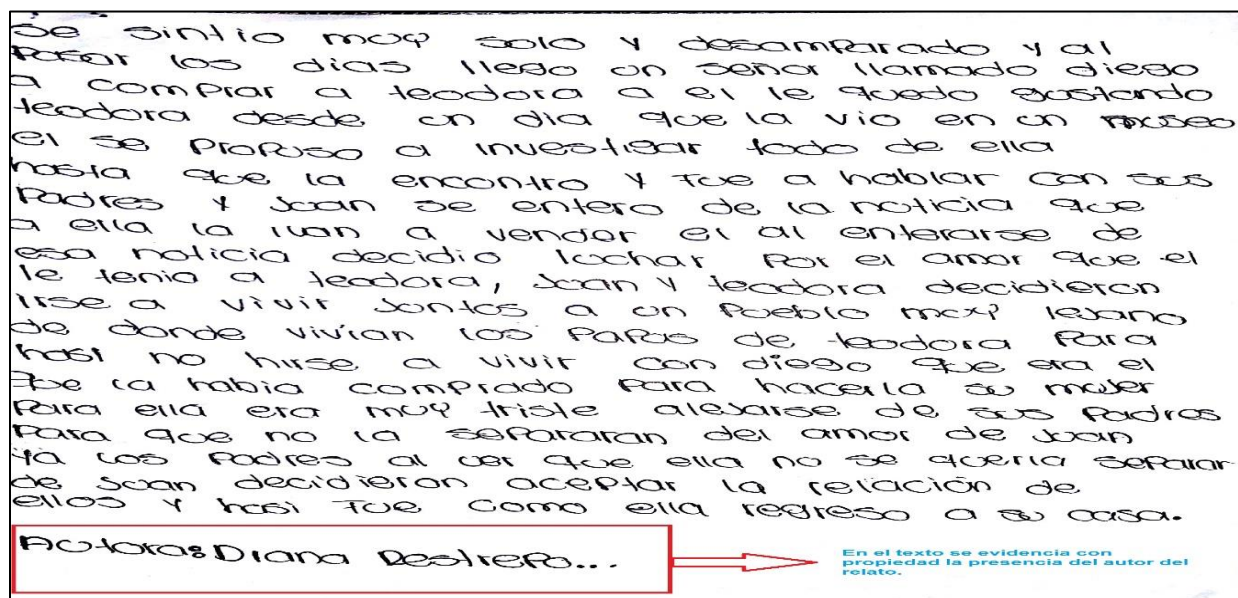 Se sintio muy solo y desamparado y al
Pasar los dias llego un señor llamado diego
a comprar a teodora a el le quedo gustando
teodora desde un dia que la vio en un museo
el se propuso a investigar todo de ella
hasta que la encontro y fue a hablar con sus
Padres y Juan se entero de la noticia que
a ella la ivan a vender el al enterarse de
esa noticia decidio luchar por el amor que el
le tenia a teodora, Juan y teodora decidieron
irse a vivir juntos a un Pueblo muy lejano
de donde vivían los Papas de teodora Para
hasi no hirse a vivir con diego que era el
que la habia comprado Para hacerla su mujer
Para ella era muy triste alejarse de sus Padres
Para que no la separaran del amor de Juan
ya los Padres al ver que ella no se queria separar
de Juan decidieron aceptar la relación de
ellos y hasi fue como ella regreso a su casa.
Autora: Diana Restrepo...
En el texto se evidencia con
propiedad la presencia del autor del
relato.